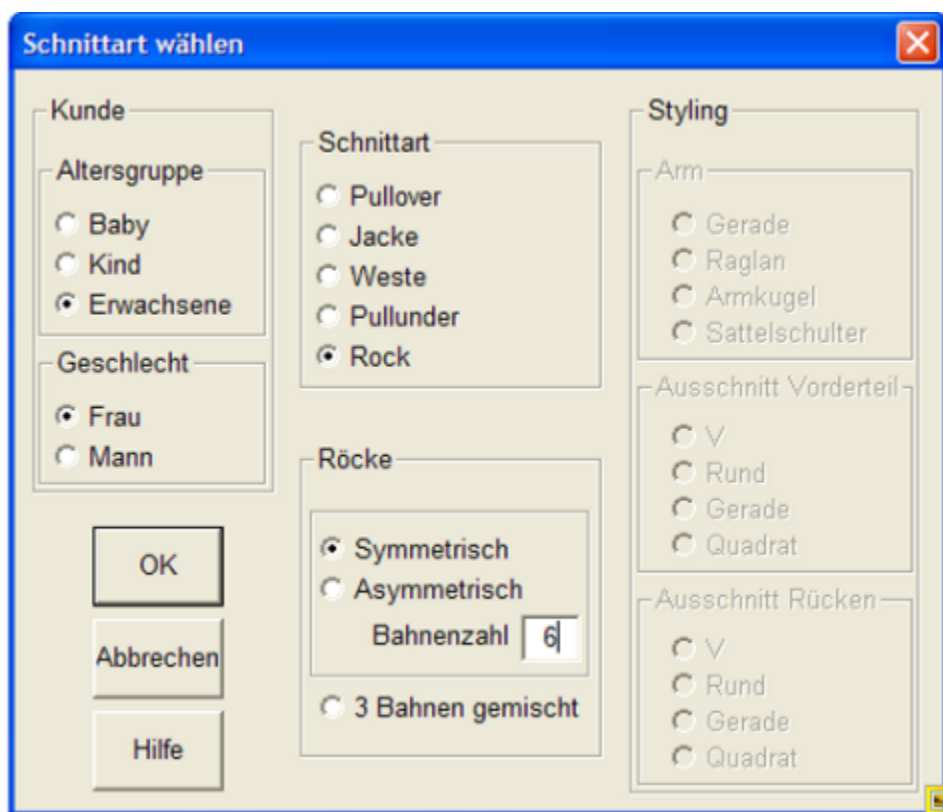 Schnittart wählen
Kunde
Altersgruppe
Baby
Kind
Erwachsene
Geschlecht
Frau
Mann
OK
Abbrechen
Hilfe
Schnittart
Pullover
Jacke
Weste
Pullunder
Rock
Röcke
Symmetrisch
Asymmetrisch
Bahnenzahl 6
3 Bahnen gemischt
Styling
Arm
Gerade
Raglan
Armkugel
Sattelschulter
Ausschnitt Vorderteil
V
Rund
Gerade
Quadrat
Ausschnitt Rücken
V
Rund
Gerade
Quadrat